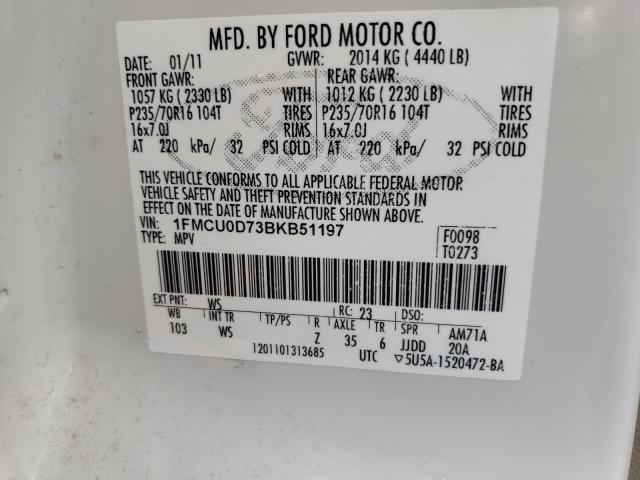 MFD. BY FORD MOTOR CO.
DATE: 01/11 GVWR: 2014 KG ( 4440 LB)
FRONT GAWR: REAR GAWR:
1057 KG ( 2330 LB) WITH 1012 KG ( 2230 LB) WITH
P235/70R16 104T TIRES P235/70R16 104T TIRES
16x7.0J RIMS 16x7.0J RIMS
AT 220 kPa/ 32 PSI COLD AT 220 kPa/ 32 PSI COLD
THIS VEHICLE CONFORMS TO ALL APPLICABLE FEDERAL MOTOR
VEHICLE SAFETY AND THEFT PREVENTION STANDARDS IN
EFFECT ON THE DATE OF MANUFACTURE SHOWN ABOVE.
VIN: 1FMCU0D73BKB51197 F0098
TYPE: MPV T0273
EXT PNT: WS RC: 23 DSO:
WB INT TR TP/PS R AXLE TR SPR AM71A
103 WS Z 35 6 JJDD 20A
1201101313685 UTC ▽5U5A-1520472-BA
Ford